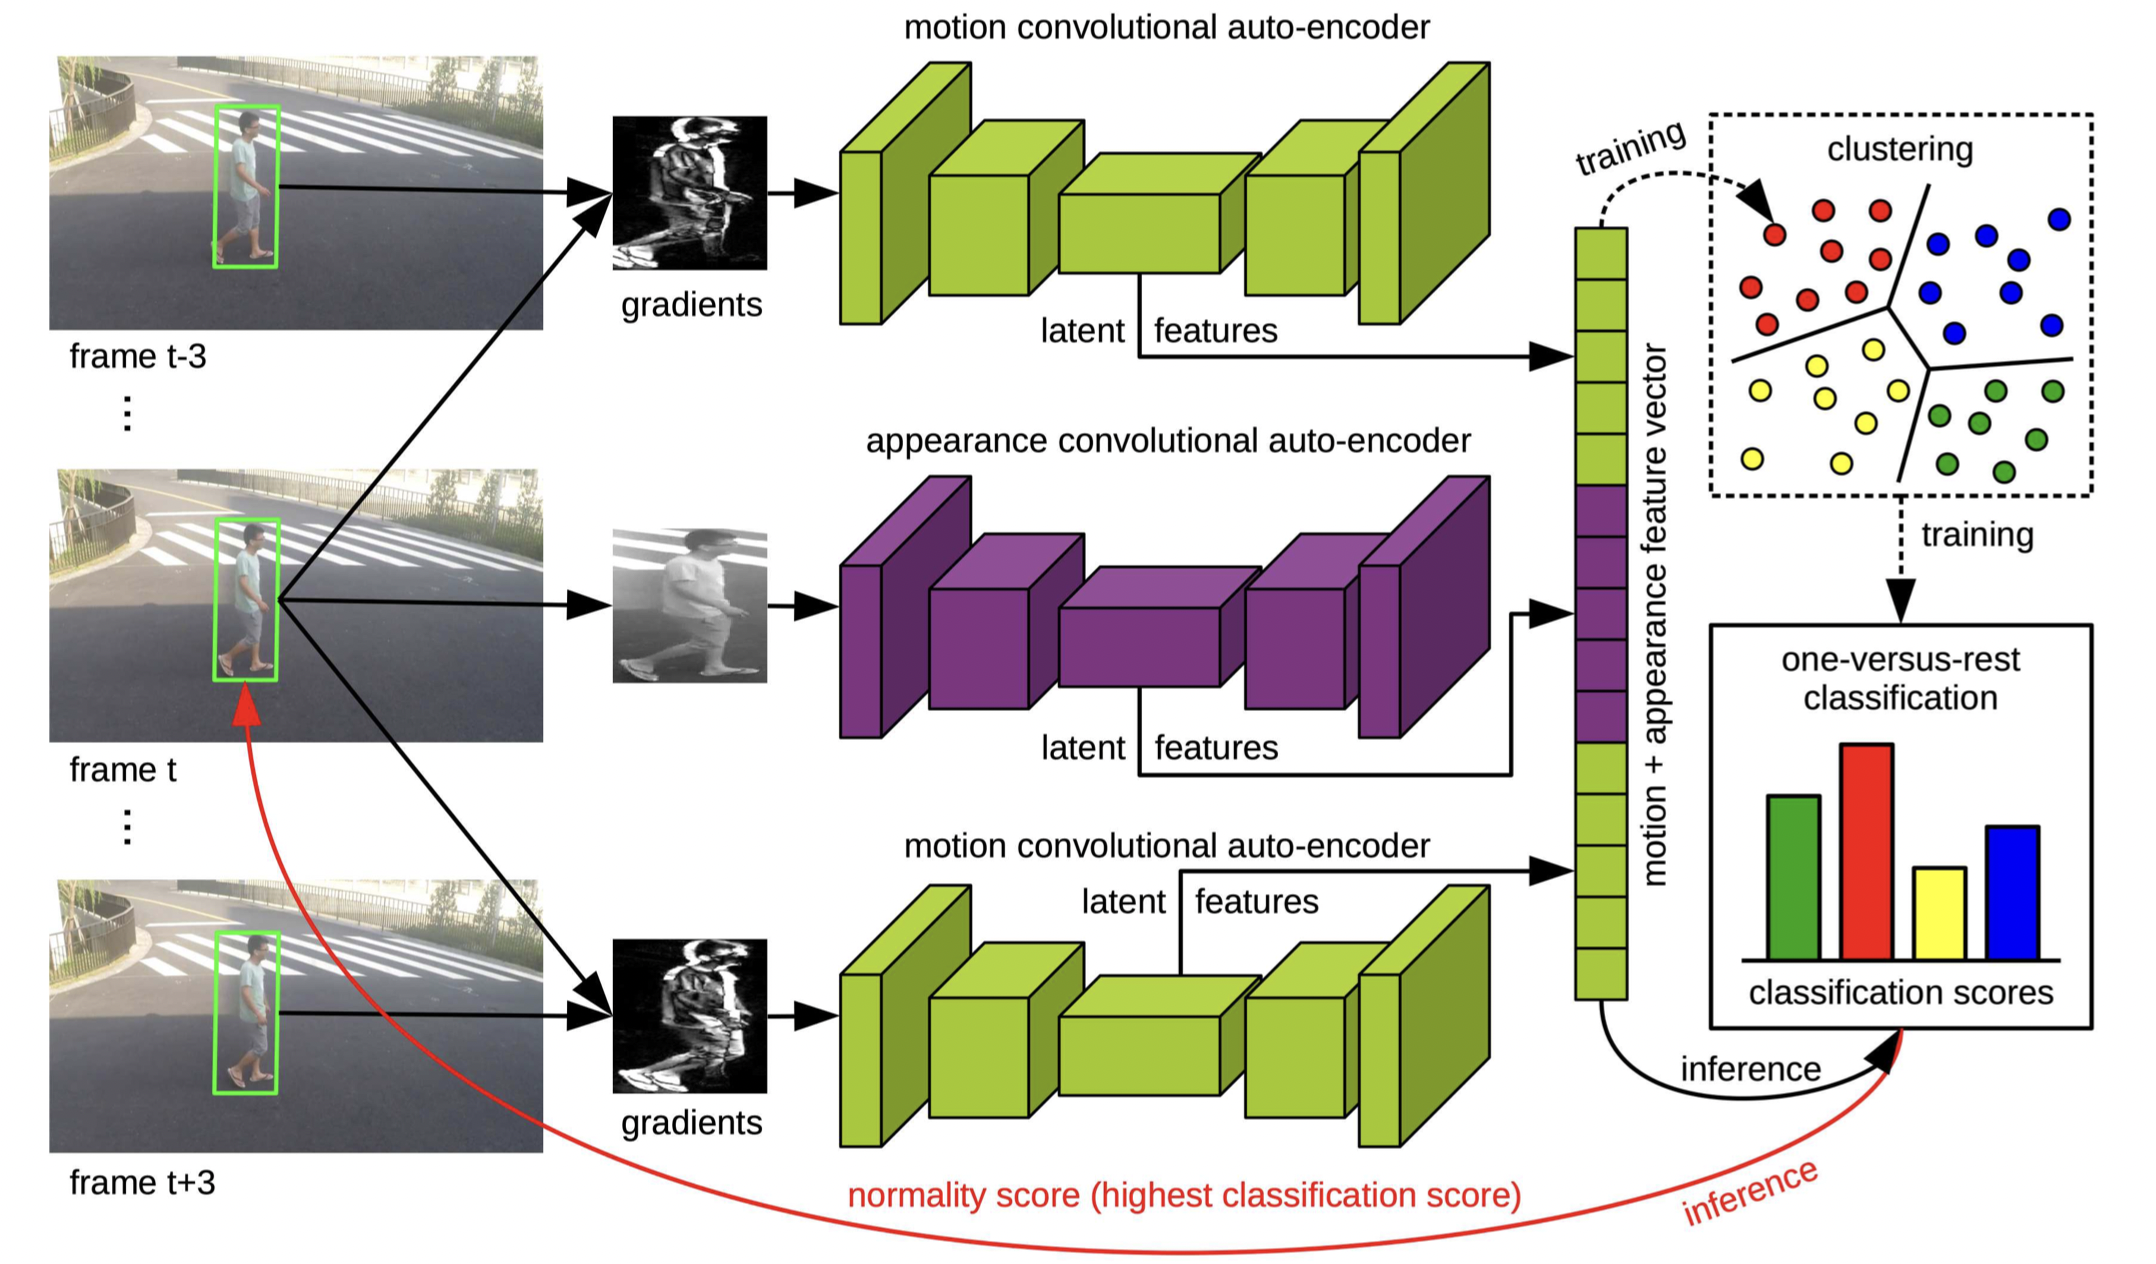 motion convolutional auto-encoder
training
clustering
gradients
latent features
frame t-3
appearance convolutional auto-encoder
motion + appearance feature vector
training
one-versus-rest
classification
latent features
frame t
motion convolutional auto-encoder
latent features
classification scores
inference
gradients
frame t+3
normality score (highest classification score)
inference